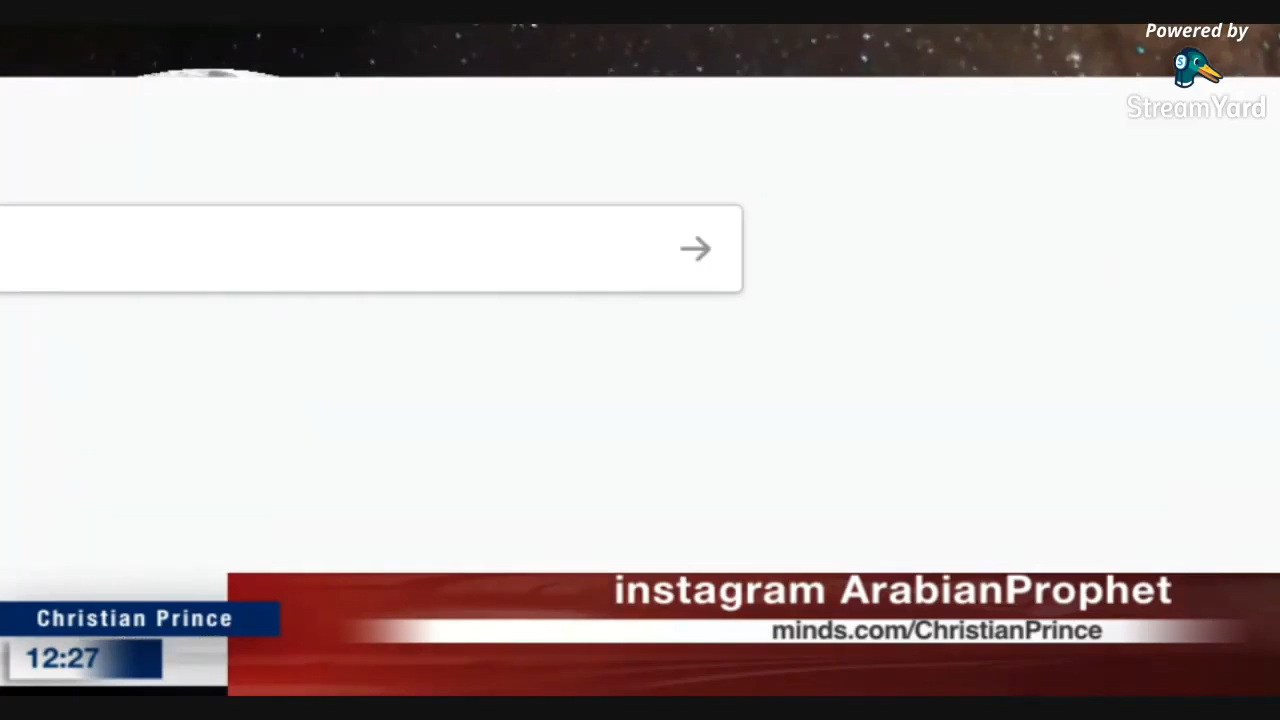 Powered by
StreamYard
instagram ArabianProphet
Christian Prince
minds.com/ChristianPrince
12:27